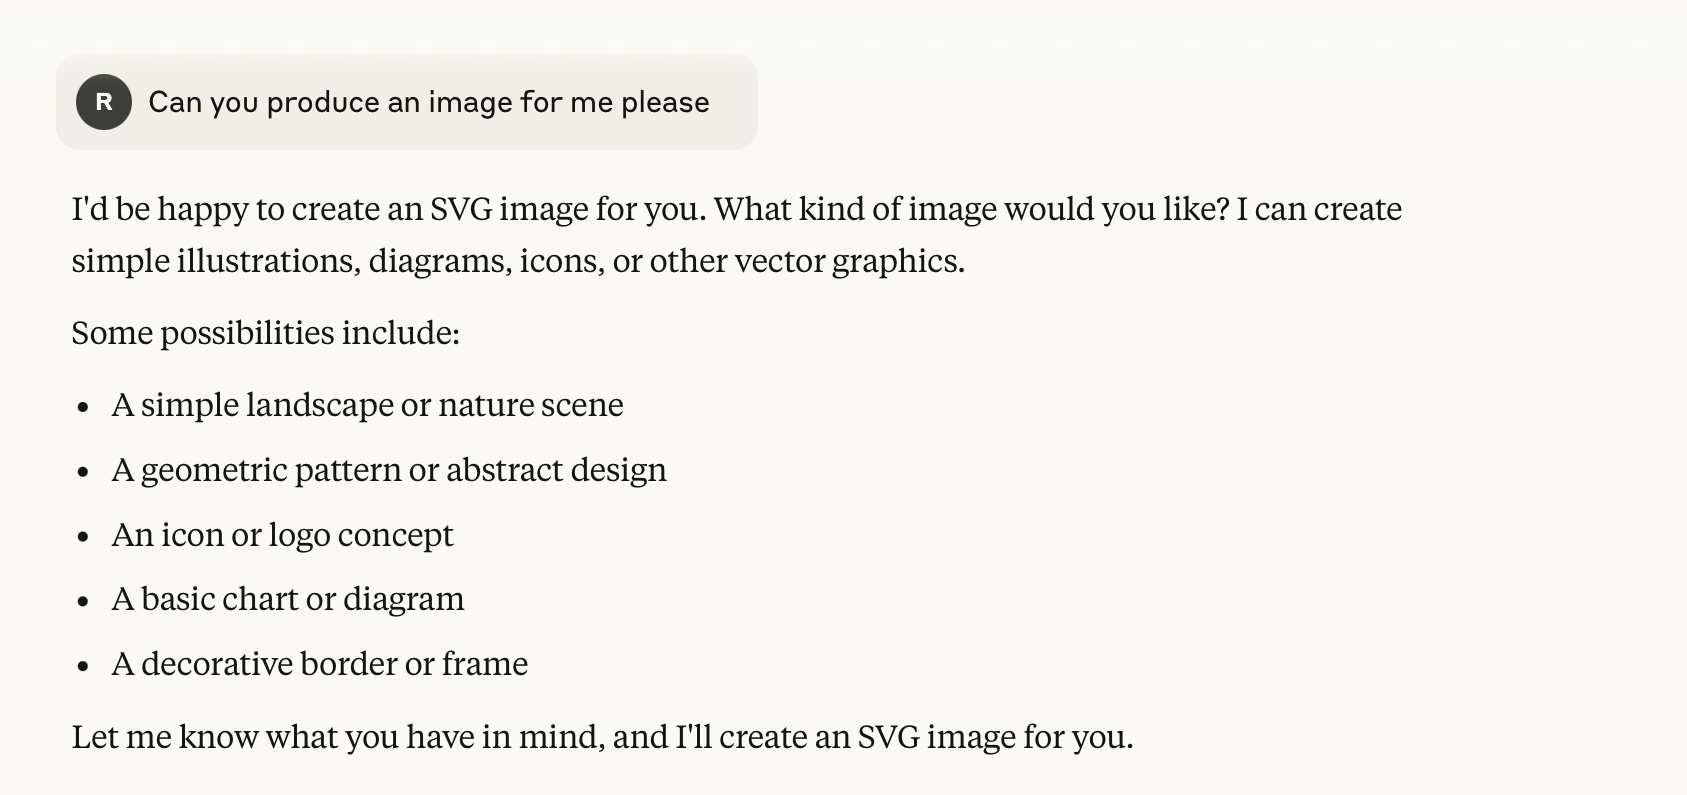 R Can you produce an image for me please
I'd be happy to create an SVG image for you. What kind of image would you like? I can create
simple illustrations, diagrams, icons, or other vector graphics.
Some possibilities include:
• A simple landscape or nature scene
• A geometric pattern or abstract design
• An icon or logo concept
• A basic chart or diagram
• A decorative border or frame
Let me know what you have in mind, and I'll create an SVG image for you.